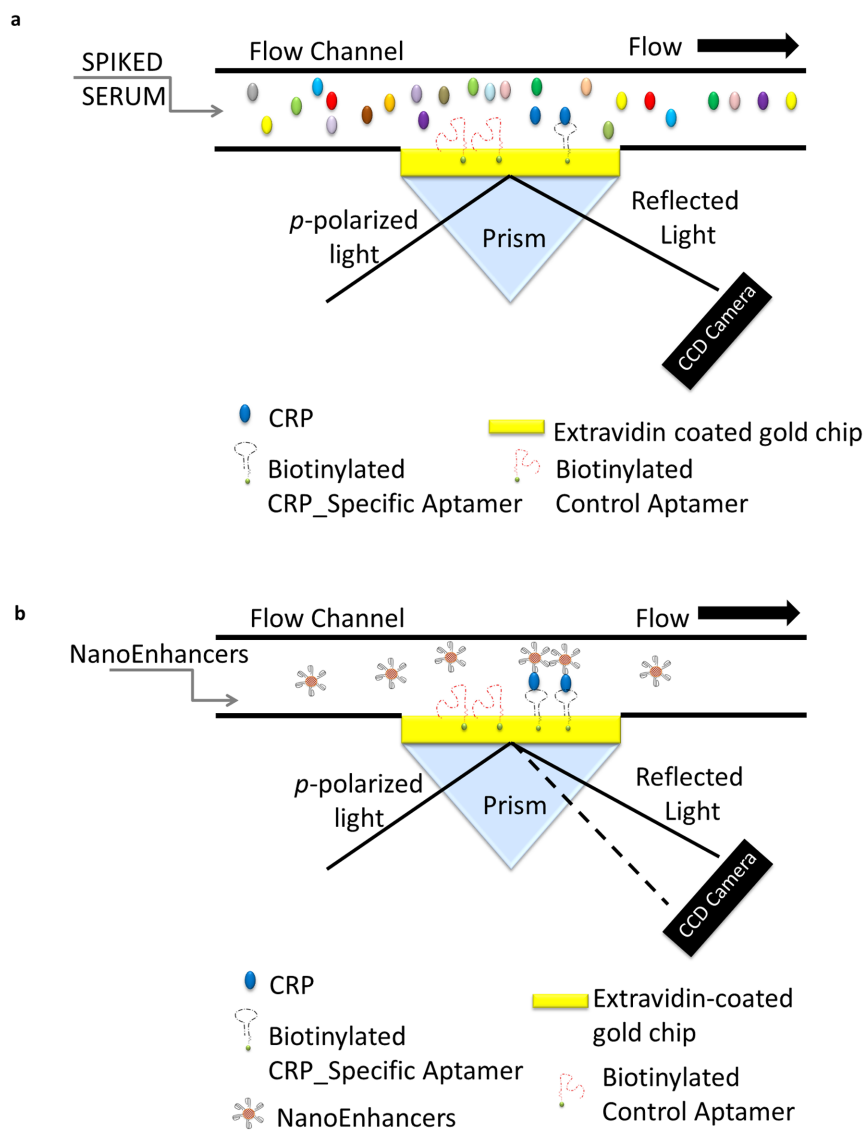 a
Flow Channel
Flow
SPIKED
SERUM
p-polarized
light
Prism
Reflected
Light
CCD Camera
CRP
Extravidin coated gold chip
Biotinylated
CRP_Specific Aptamer
Biotinylated
Control Aptamer
b
Flow Channel
Flow
NanoEnhancers
p-polarized
light
Prism
Reflected
Light
CCD Camera
CRP
Extravidin-coated
gold chip
Biotinylated
CRP_Specific Aptamer
Biotinylated
Control Aptamer
NanoEnhancers